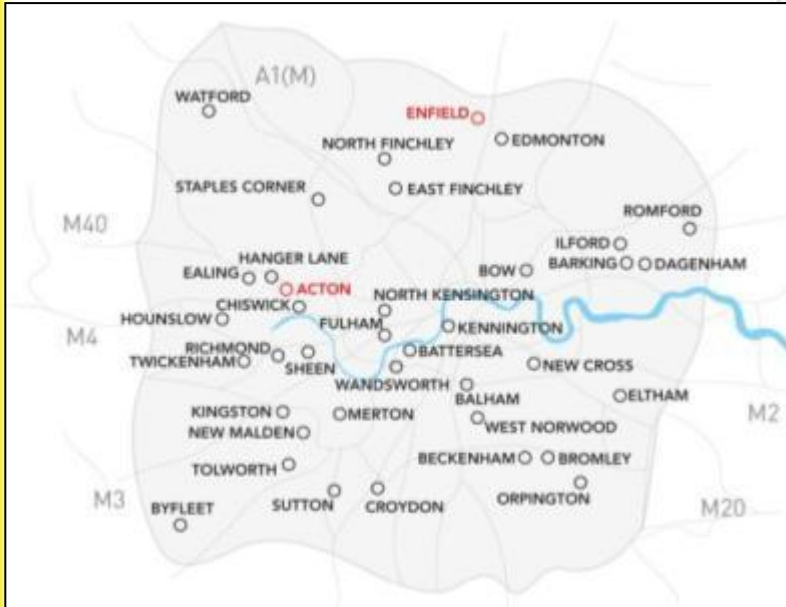 A1(M)
WATFORD
ENFIELD
EDMONTON
NORTH FINCHLEY
STAPLES CORNER
EAST FINCHLEY
ROMFORD
M40
ILFORD
HANGER LANE
BARKING
DAGENHAM
EALING
BOW
ACTON
NORTH KENSINGTON
CHISWICK
HOUNSLOW
FULHAM
KENNINGTON
M4
RICHMOND
BATTERSEA
TWICKENHAM
SHEEN
NEW CROSS
WANDSWORTH
BALHAM
ELTHAM
KINGSTON
MERTON
M2
WEST NORWOOD
NEW MALDEN
BECKENHAM
BROMLEY
TOLWORTH
M3
SUTTON
CROYDON
ORPINGTON
BYFLEET
M20